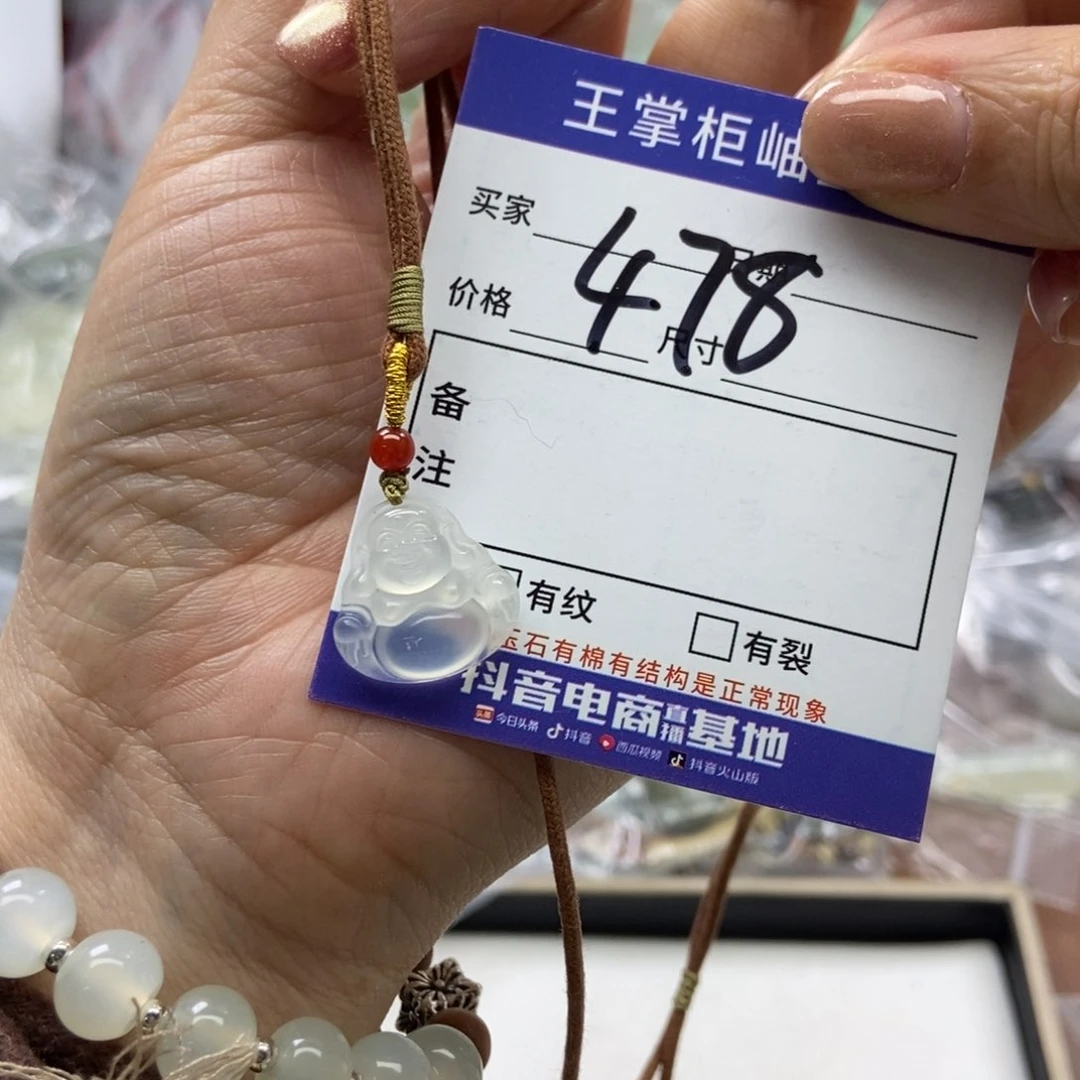 王掌柜岫
买家
478
价格
尺寸
备
注
有纹
有裂
玉石有棉有结构是正常现象
抖音电商直播基地
头条 今日头条 抖音 西瓜视频 抖音火山版